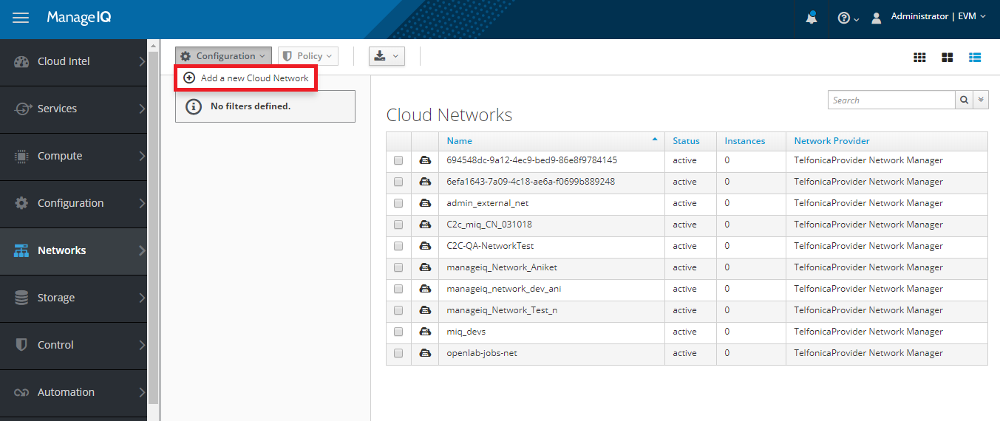 ManageIQ
Administrator | EVM
Cloud Intel
Services
Compute
Configuration
Networks
Storage
Control
Automation
Configuration Policy
Add a new Cloud Network
No filters defined.
Search
Cloud Networks
Name Status Instances Network Provider
694548dc-9a12-4ec9-bed9-86e8f9784145 active 0 TelfonicaProvider Network Manager
6efa1643-7a09-4c18-ae6a-f0699b889248 active 0 TelfonicaProvider Network Manager
admin_external_net active 0 TelfonicaProvider Network Manager
C2c_miq_CN_031018 active 0 TelfonicaProvider Network Manager
C2C-QA-NetworkTest active 0 TelfonicaProvider Network Manager
manageiq_Network_Aniket active 0 TelfonicaProvider Network Manager
manageiq_network_dev_ani active 0 TelfonicaProvider Network Manager
manageiq_Network_Test_n active 0 TelfonicaProvider Network Manager
miq_devs active 0 TelfonicaProvider Network Manager
openlab-jobs-net active 0 TelfonicaProvider Network Manager